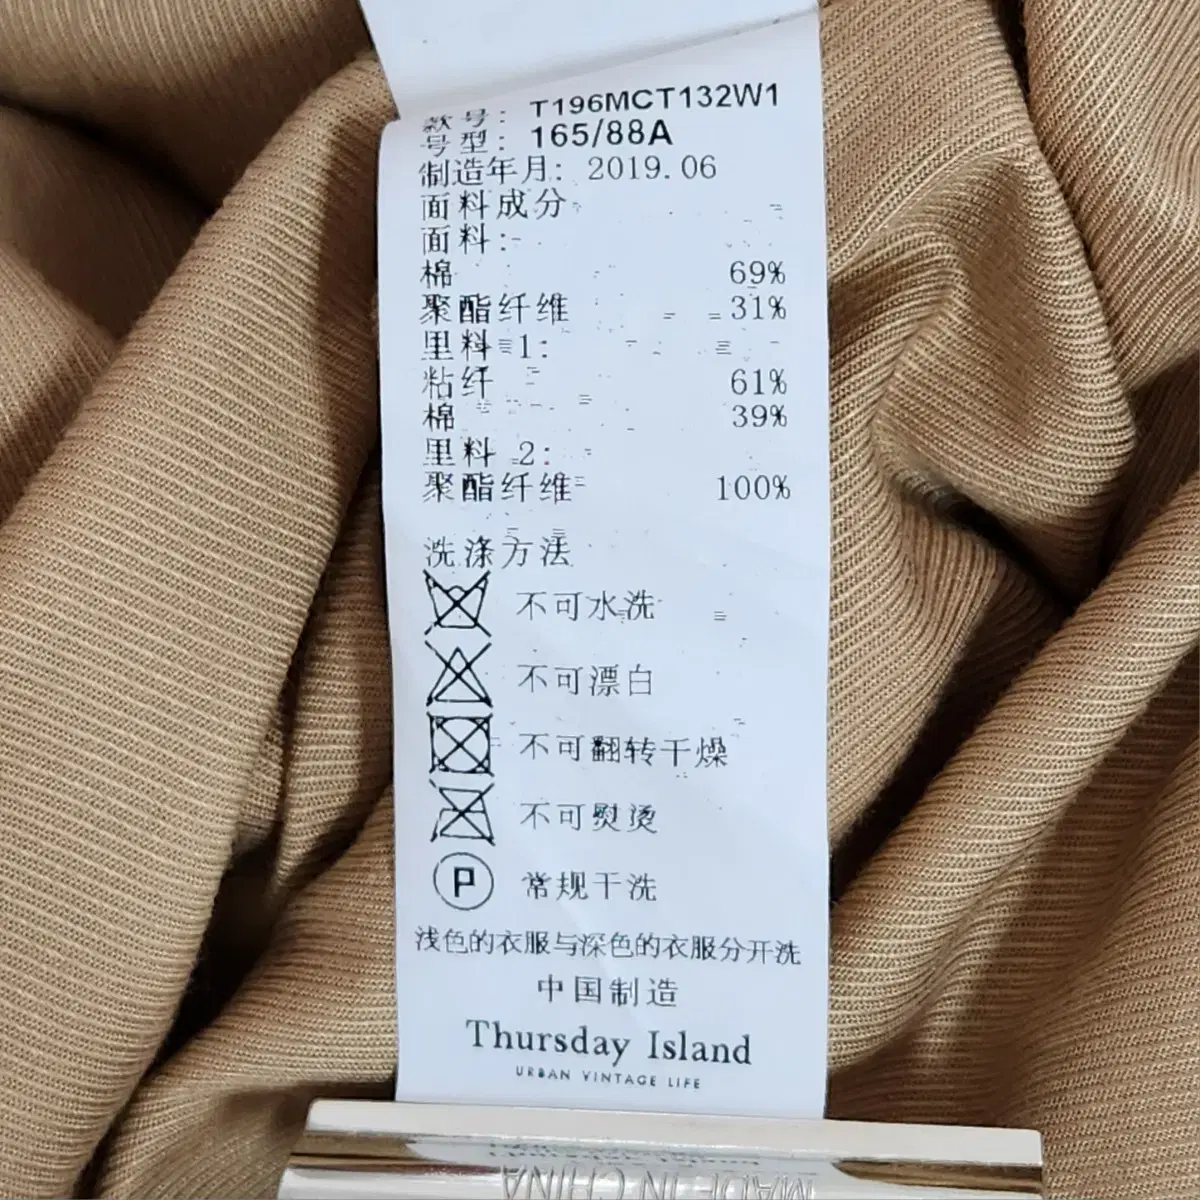 款号: T196MCT132W1
号型: 165/88A
制造年月: 2019.06
面料成分
面料:
棉 69%
聚酯纤维 31%
里料 1:
粘纤 61%
棉 39%
里料 2:
聚酯纤维 100%
洗涤方法
不可水洗
不可漂白
不可翻转干燥
不可熨烫
P 常规干洗
浅色的衣服与深色的衣服分开洗
中国制造
Thursday Island
URBAN VINTAGE LIFE
MADE IN CHINA